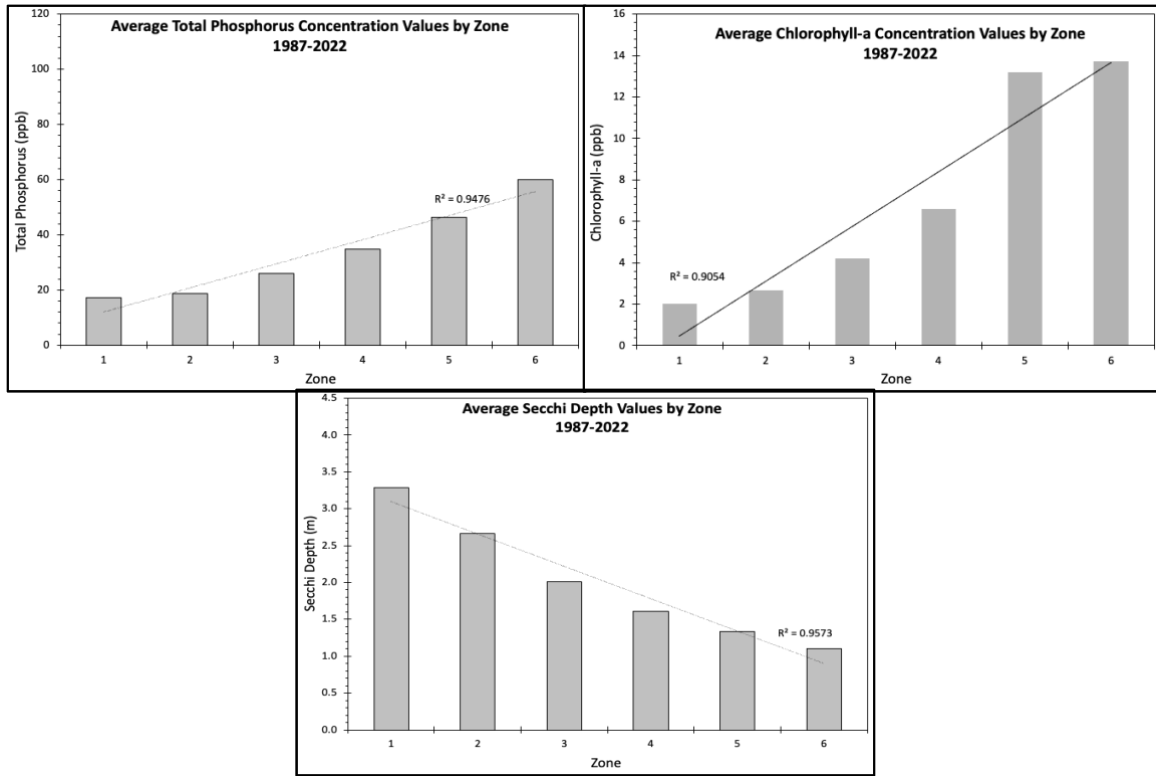 Average Total Phosphorus Concentration Values by Zone
1987-2022
Total Phosphorus (ppb)
120
100
80
60
40
20
0
R² = 0.9476
1 2 3 4 5 6
Zone
Average Chlorophyll-a Concentration Values by Zone
1987-2022
Chlorophyll-a (ppb)
16
14
12
10
8
6
4
2
0
R² = 0.9054
1 2 3 4 5 6
Zone
Average Secchi Depth Values by Zone
1987-2022
Secchi Depth (m)
4.5
4.0
3.5
3.0
2.5
2.0
1.5
1.0
0.5
0.0
R² = 0.9573
1 2 3 4 5 6
Zone